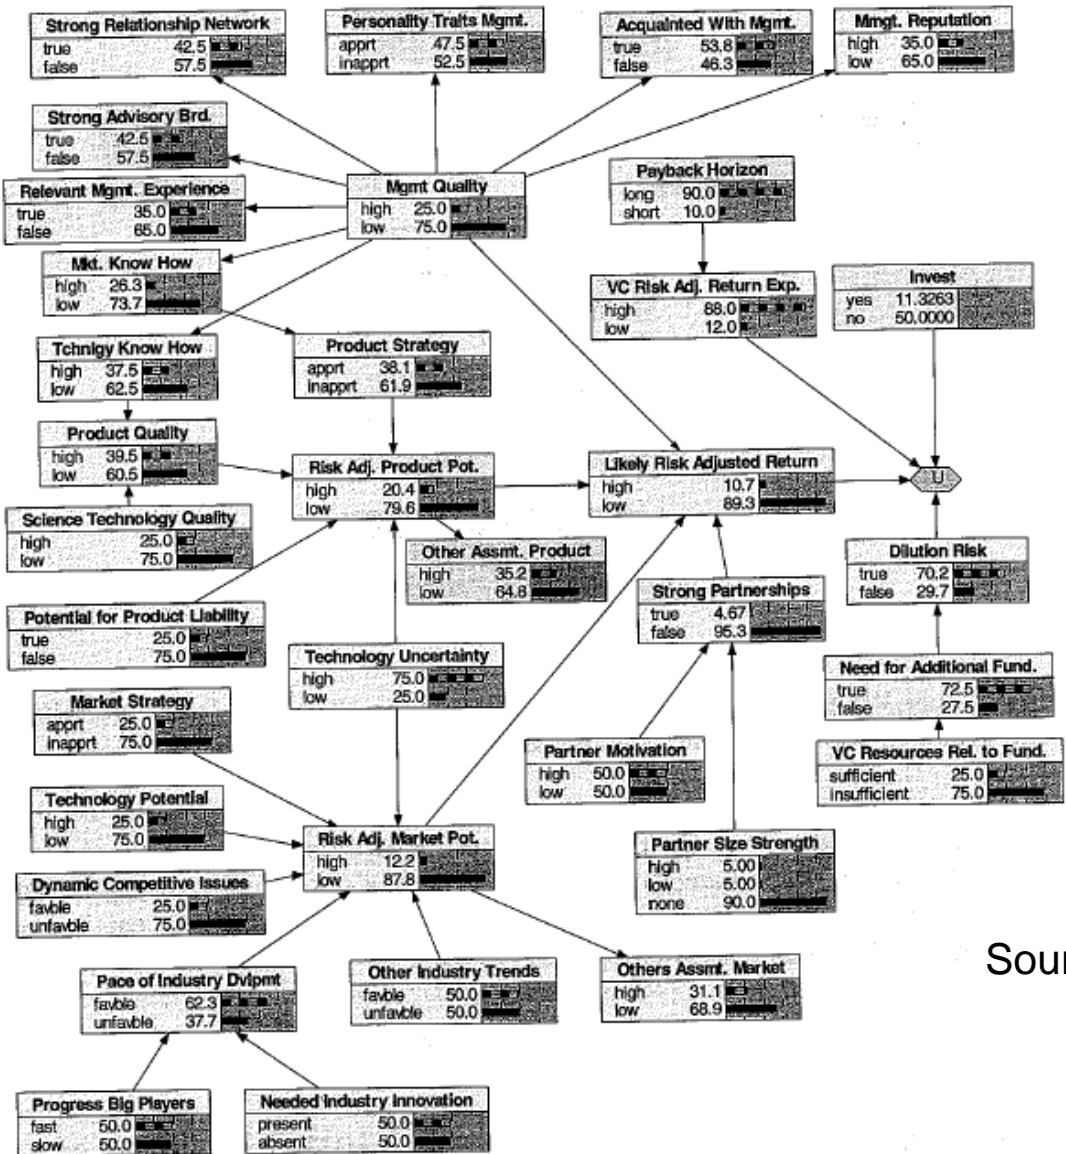 Strong Relationship Network
true 42.5
false 57.5
Personality Traits Mgmt.
apprt 47.5
inapprt 52.5
Acquainted With Mgmt.
true 53.8
false 46.3
Mmgt. Reputation
high 35.0
low 65.0
Strong Advisory Brd.
true 42.5
false 57.5
Relevant Mgmt. Experience
true 35.0
false 65.0
Mgmt Quality
high 25.0
low 75.0
Payback Horizon
long 90.0
short 10.0
Mkt. Know How
high 26.3
low 73.7
VC Risk Adj. Return Exp.
high 88.0
low 12.0
Invest
yes 11.3263
no 50.0000
Tchnlgy Know How
high 37.5
low 62.5
Product Strategy
apprt 38.1
inapprt 61.9
Product Quality
high 39.5
low 60.5
Risk Adj. Product Pot.
high 20.4
low 79.6
Likely Risk Adjusted Return
high 10.7
low 89.3
U
Science Technology Quality
high 25.0
low 75.0
Other Assmt. Product
high 35.2
low 64.8
Dilution Risk
true 70.2
false 29.7
Strong Partnerships
true 4.67
false 95.3
Potential for Product Liability
true 25.0
false 75.0
Technology Uncertainty
high 75.0
low 25.0
Need for Additional Fund.
true 72.5
false 27.5
Market Strategy
apprt 25.0
inapprt 75.0
Partner Motivation
high 50.0
low 50.0
VC Resources Rel. to Fund.
sufficient 25.0
insufficient 75.0
Technology Potential
high 25.0
low 75.0
Risk Adj. Market Pot.
high 12.2
low 87.8
Partner Size Strength
high 5.00
low 5.00
none 90.0
Dynamic Competitive Issues
favble 25.0
unfavble 75.0
Pace of Industry Dvlpmt
favble 62.3
unfavble 37.7
Other Industry Trends
favble 50.0
unfavble 50.0
Others Assmt. Market
high 31.1
low 68.9
Sour
Progress Big Players
fast 50.0
slow 50.0
Needed Industry Innovation
present 50.0
absent 50.0